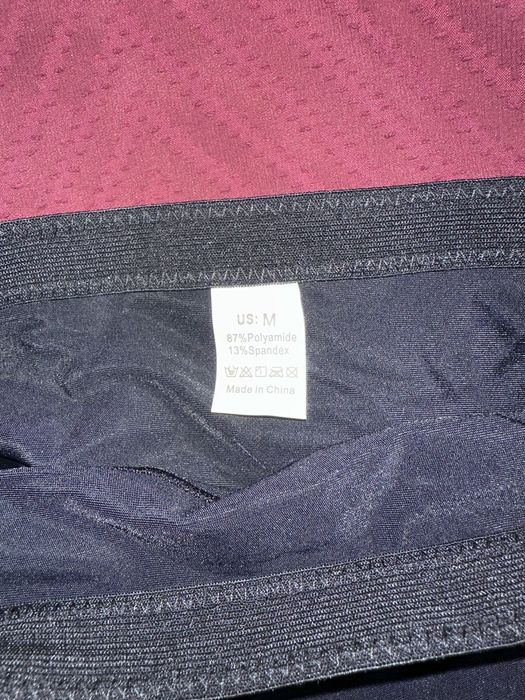 US: M
87%Polyamide
13%Spandex
Made in China